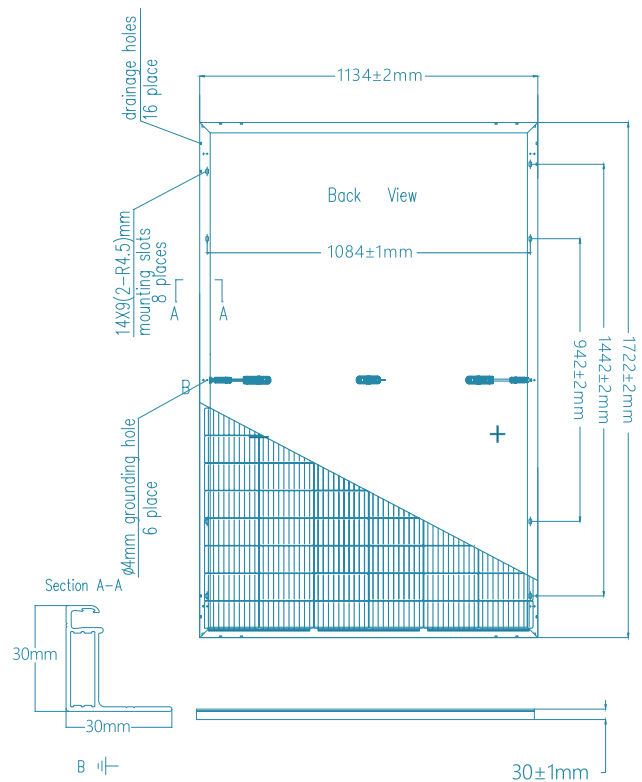 1134±2mm
drainage holes
16 place
Back View
1084±1mm
14X9(2-R4.5)mm
mounting slots
8 places
A
A
942±2mm
1442±2mm
1722±2mm
B
ø4mm grounding hole
6 place
Section A-A
30mm
30mm
B
30±1mm